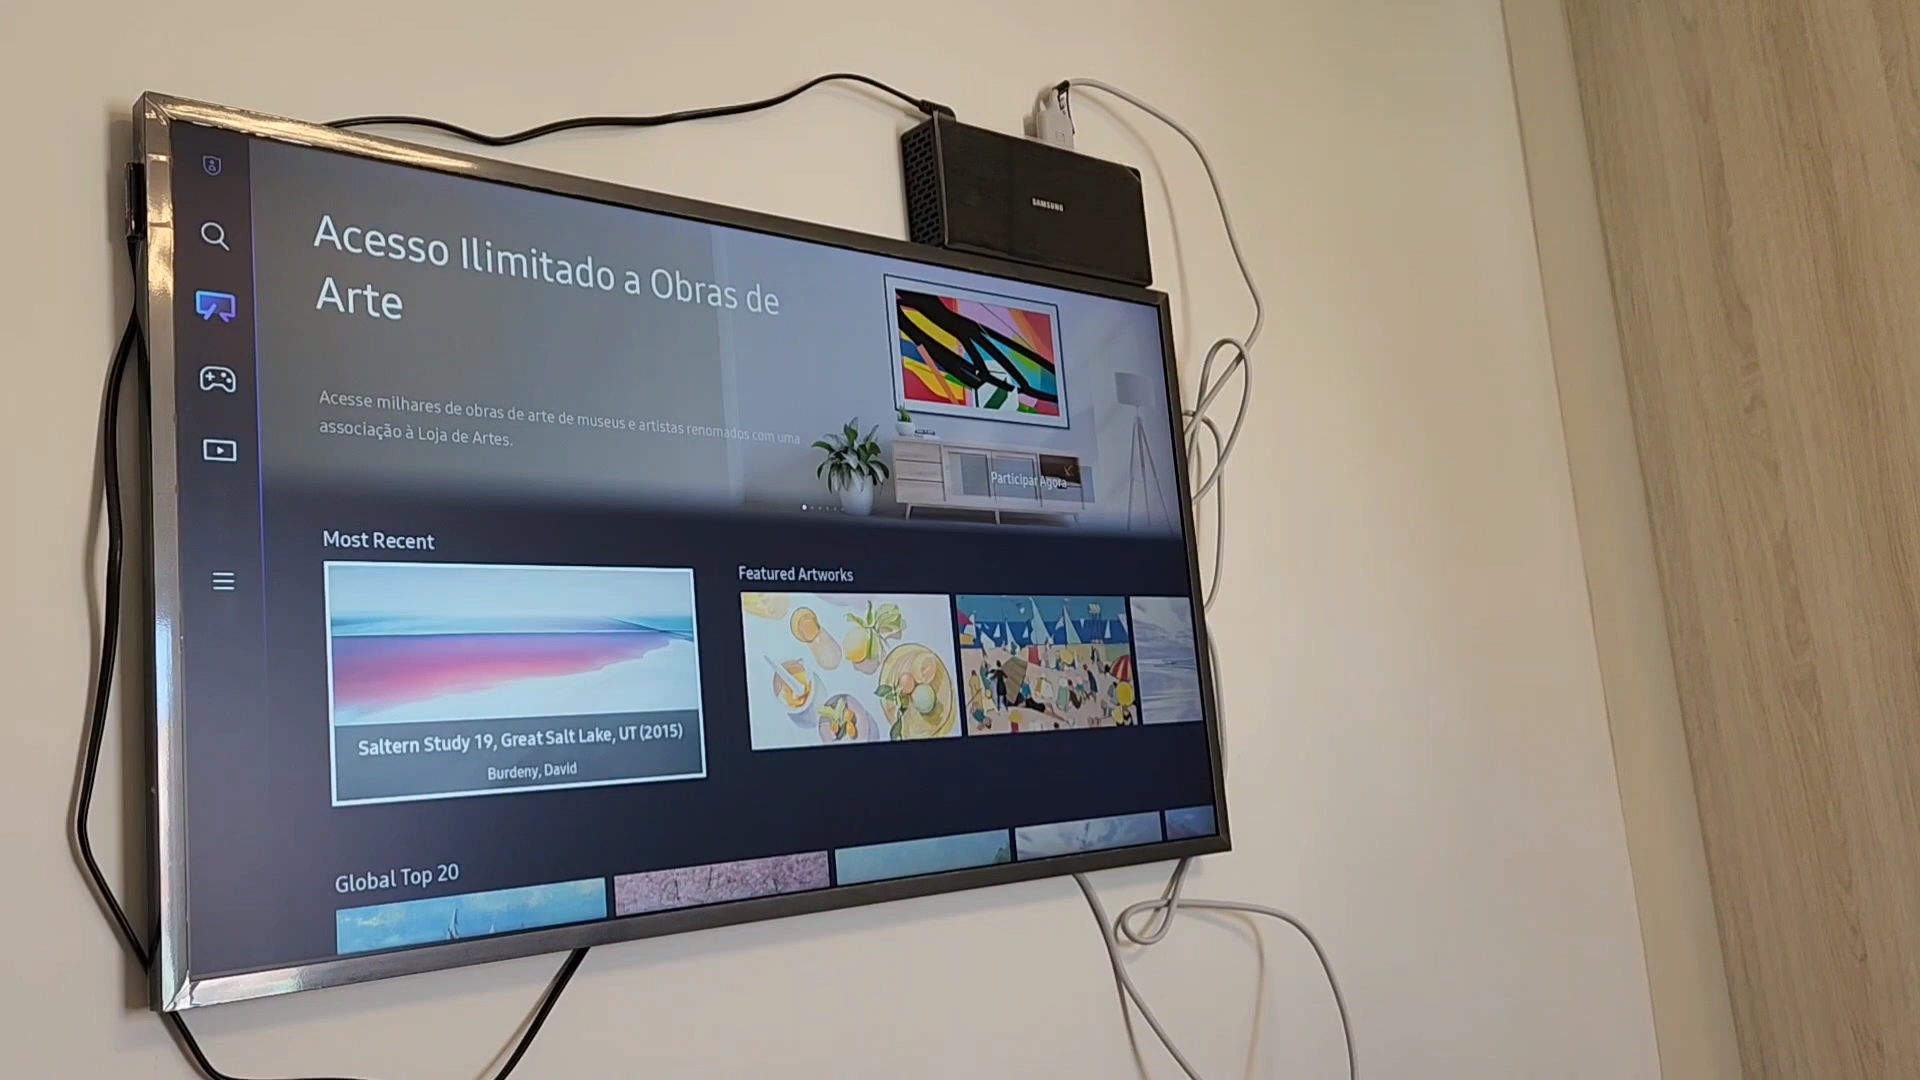 SAMSUNG
Acesso Ilimitado a Obras de
Arte
Acesse milhares de obras de arte de museus e artistas renomados com uma
associação à Loja de Artes.
Participar Agora
Most Recent
Featured Artworks
Saltern Study 19, Great Salt Lake, UT (2015)
Burdeny, David
Global Top 20